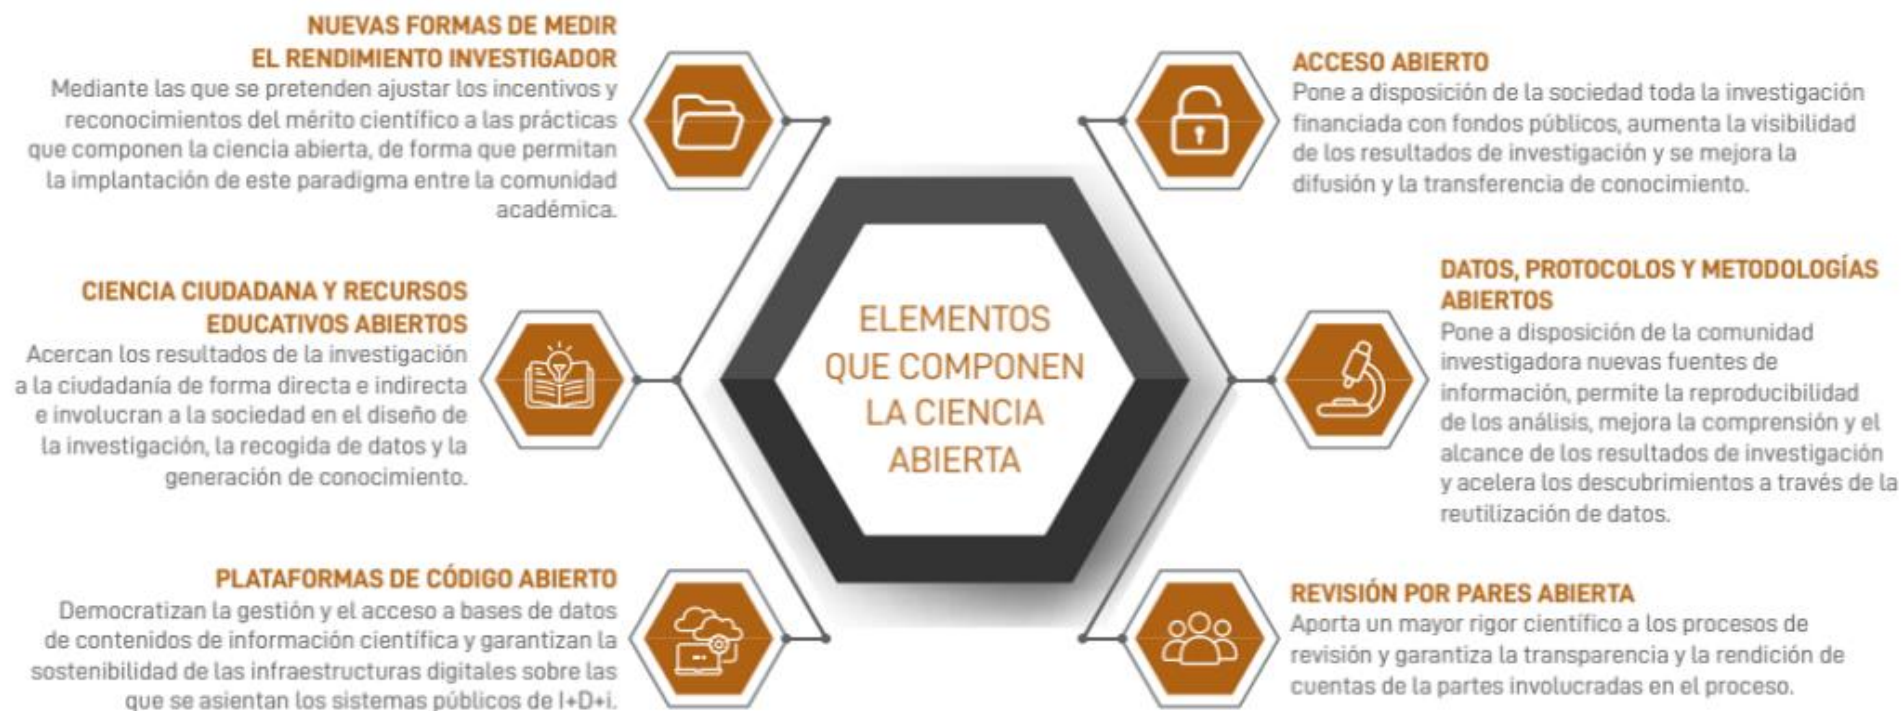 NUEVAS FORMAS DE MEDIR
EL RENDIMIENTO INVESTIGADOR
Mediante las que se pretenden ajustar los incentivos y
reconocimientos del mérito científico a las prácticas
que componen la ciencia abierta, de forma que permitan
la implantación de este paradigma entre la comunidad
académica.
CIENCIA CIUDADANA Y RECURSOS
EDUCATIVOS ABIERTOS
Acercan los resultados de la investigación
a la ciudadanía de forma directa e indirecta
e involucran a la sociedad en el diseño de
la investigación, la recogida de datos y la
generación de conocimiento.
PLATAFORMAS DE CÓDIGO ABIERTO
Democratizan la gestión y el acceso a bases de datos
de contenidos de información científica y garantizan la
sostenibilidad de las infraestructuras digitales sobre las
que se asientan los sistemas públicos de I+D+i.
ELEMENTOS
QUE COMPONEN
LA CIENCIA
ABIERTA
ACCESO ABIERTO
Pone a disposición de la sociedad toda la investigación
financiada con fondos públicos, aumenta la visibilidad
de los resultados de investigación y se mejora la
difusión y la transferencia de conocimiento.
DATOS, PROTOCOLOS Y METODOLOGÍAS
ABIERTOS
Pone a disposición de la comunidad
investigadora nuevas fuentes de
información, permite la reproducibilidad
de los análisis, mejora la comprensión y el
alcance de los resultados de investigación
y acelera los descubrimientos a través de la
reutilización de datos.
REVISIÓN POR PARES ABIERTA
Aporta un mayor rigor científico a los procesos de
revisión y garantiza la transparencia y la rendición de
cuentas de la partes involucradas en el proceso.